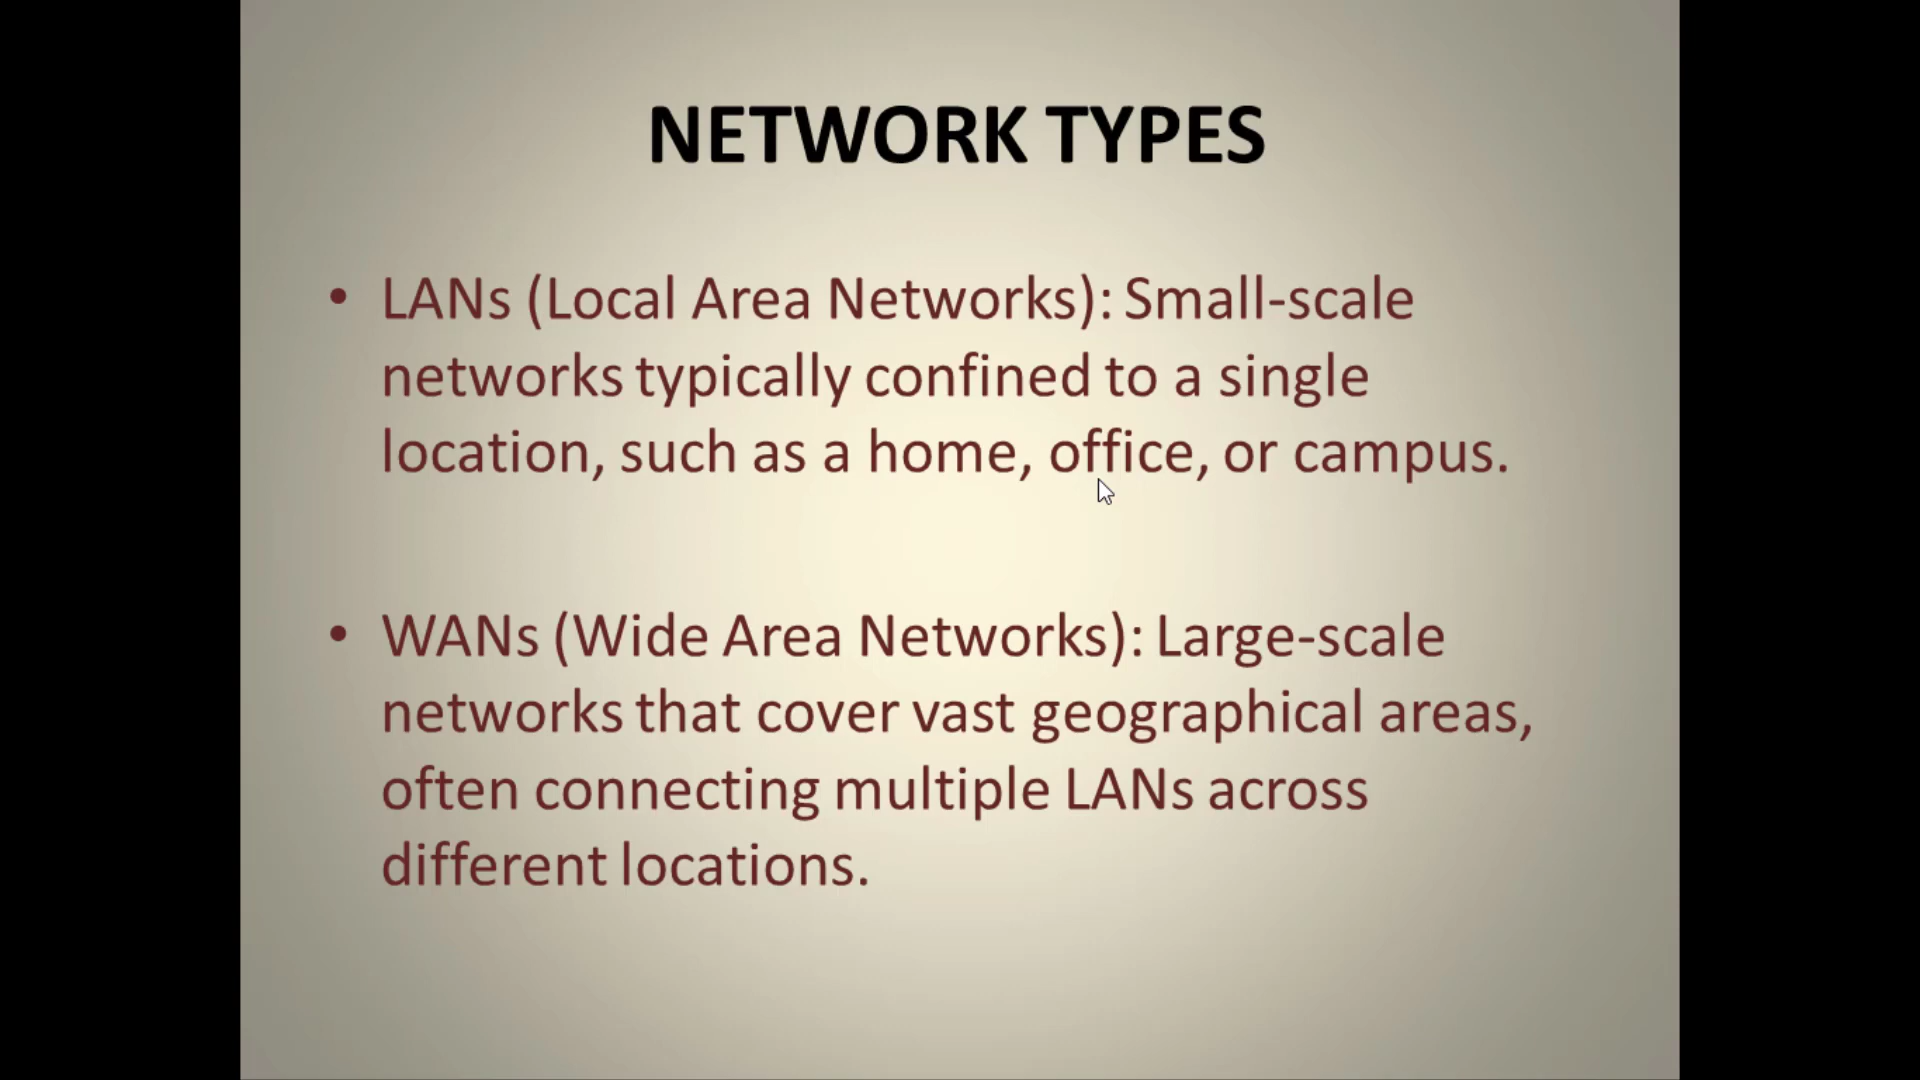 NETWORK TYPES
• LANs (Local Area Networks): Small-scale
networks typically confined to a single
location, such as a home, office, or campus.
• WANs (Wide Area Networks): Large-scale
networks that cover vast geographical areas,
often connecting multiple LANs across
different locations.